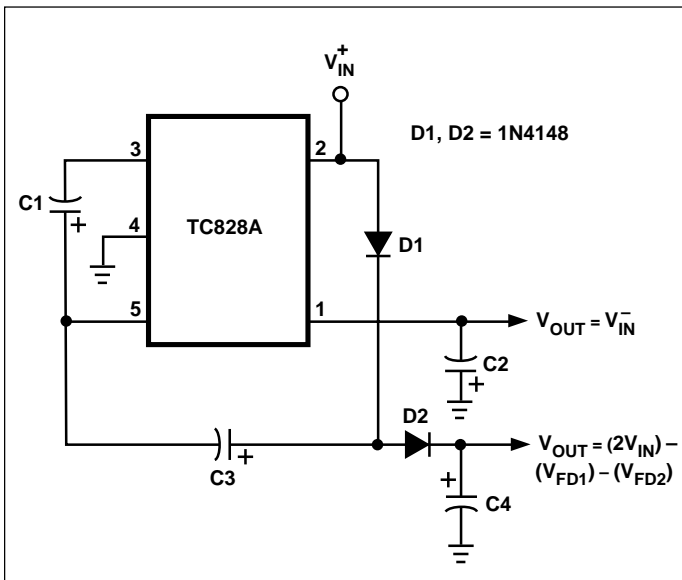 V+IN
D1, D2 = 1N4148
3
2
C1
+
4
TC828A
D1
5
1
VOUT = V–IN
C2
+
D2
VOUT = (2VIN) –
(VFD1) – (VFD2)
C3
+
+
C4